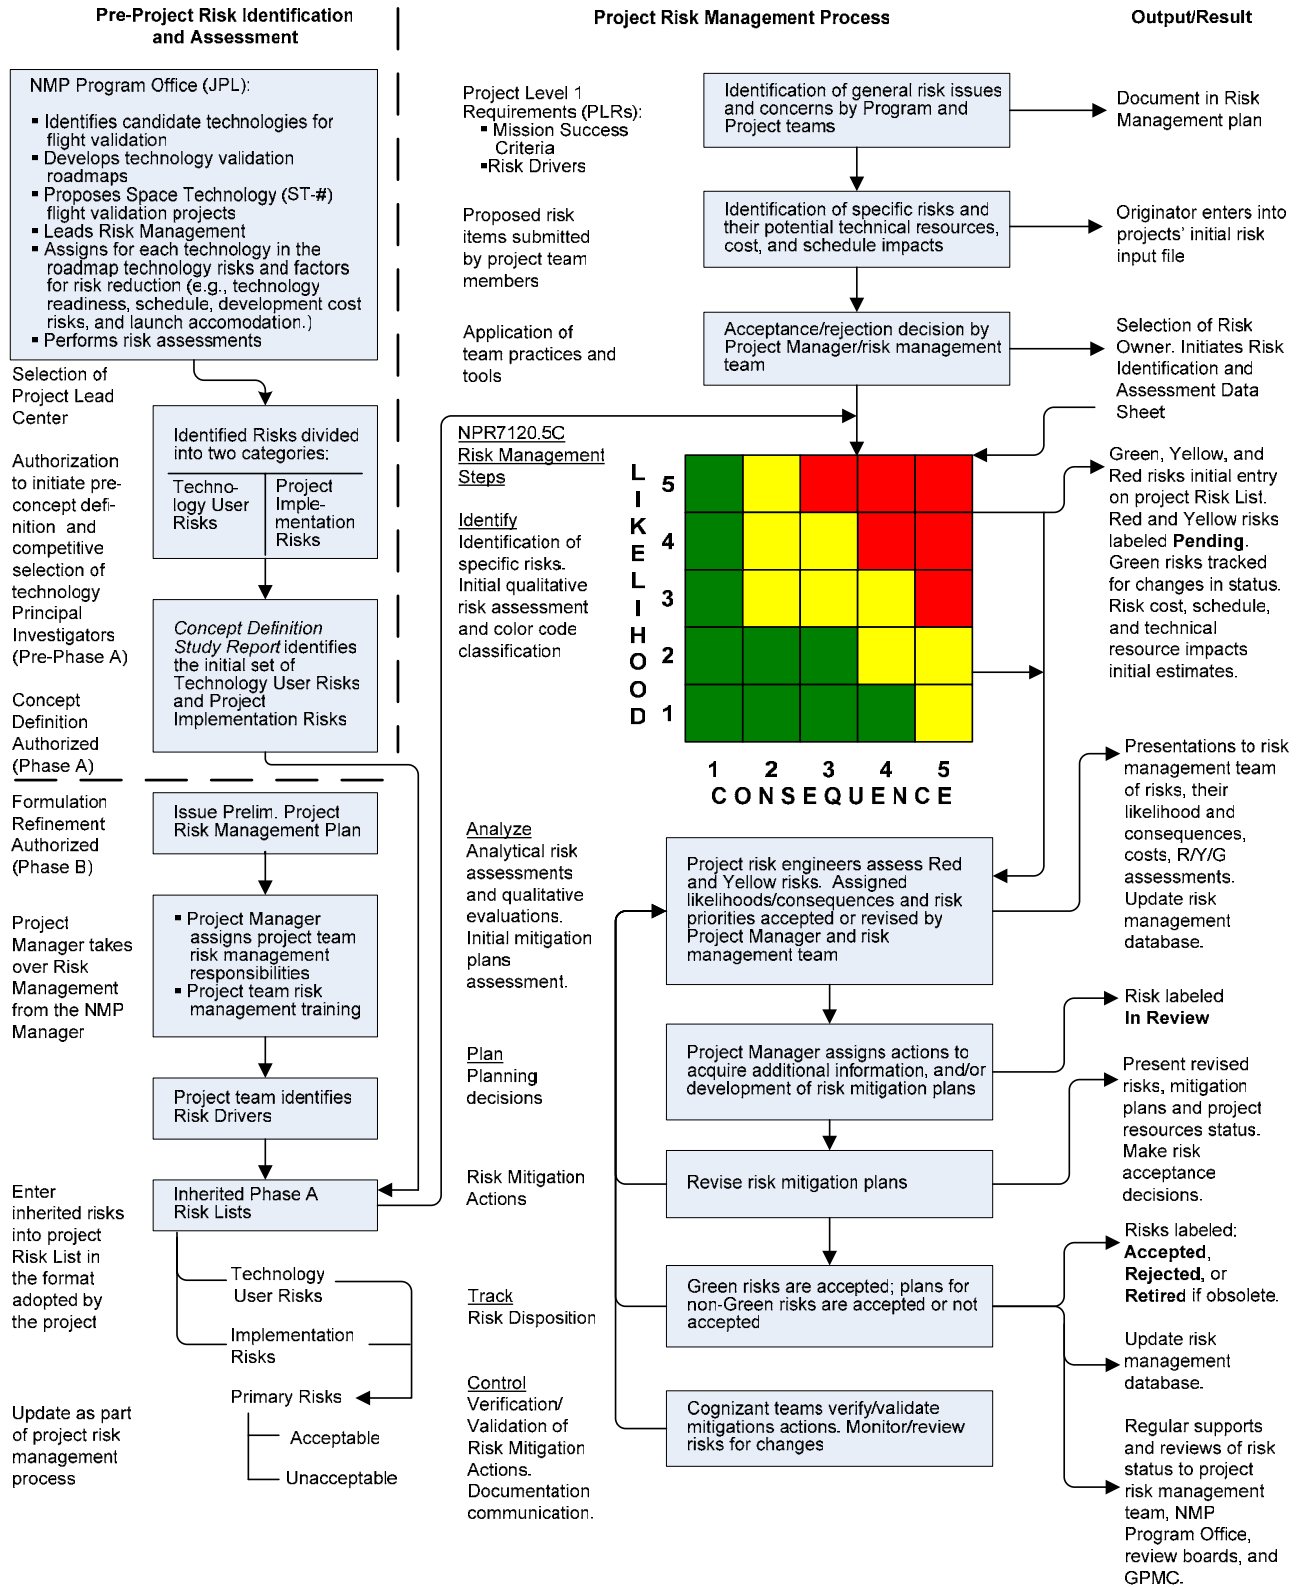 Pre-Project Risk Identification
and Assessment
NMP Program Office (JPL):
▪ Identifies candidate technologies for
flight validation
▪ Develops technology validation
roadmaps
▪ Proposes Space Technology (ST-#)
flight validation projects
▪ Leads Risk Management
▪ Assigns for each technology in the
roadmap technology risks and factors
for risk reduction (e.g., technology
readiness, schedule, development cost
risks, and launch accomodation.)
▪ Performs risk assessments
Selection of
Project Lead
Center
Identified Risks divided
into two categories:
Techno-
logy User
Risks
Project
Imple-
mentation
Risks
Authorization
to initiate pre-
concept defi-
nition and
competitive
selection of
technology
Principal
Investigators
(Pre-Phase A)
Concept Definition
Study Report identifies
the initial set of
Technology User Risks
and Project
Implementation Risks
Concept
Definition
Authorized
(Phase A)
Formulation
Refinement
Authorized
(Phase B)
Issue Prelim. Project
Risk Management Plan
Project
Manager takes
over Risk
Management
from the NMP
Manager
▪ Project Manager
assigns project team
risk management
responsibilities
▪ Project team risk
management training
Project team identifies
Risk Drivers
Inherited Phase A
Risk Lists
Enter
inherited risks
into project
Risk List in
the format
adopted by
the project
Technology
User Risks
Implementation
Risks
Primary Risks
Acceptable
Unacceptable
Update as part
of project risk
management
process
Project Risk Management Process
Project Level 1
Requirements (PLRs):
▪ Mission Success
Criteria
▪Risk Drivers
Identification of general risk issues
and concerns by Program and
Project teams
Proposed risk
items submitted
by project team
members
Identification of specific risks and
their potential technical resources,
cost, and schedule impacts
Application of
team practices and
tools
Acceptance/rejection decision by
Project Manager/risk management
team
NPR7120.5C
Risk Management
Steps
Identify
Identification of
specific risks.
Initial qualitative
risk assessment
and color code
classification
LIKELIHOOD
5
4
3
2
1
1 2 3 4 5
CONSEQUENCE
Analyze
Analytical risk
assessments
and qualitative
evaluations.
Initial mitigation
plans
assessment.
Project risk engineers assess Red
and Yellow risks. Assigned
likelihoods/consequences and risk
priorities accepted or revised by
Project Manager and risk
management team
Plan
Planning
decisions
Project Manager assigns actions to
acquire additional information, and/or
development of risk mitigation plans
Risk Mitigation
Actions
Revise risk mitigation plans
Track
Risk Disposition
Green risks are accepted; plans for
non-Green risks are accepted or not
accepted
Control
Verification/
Validation of
Risk Mitigation
Actions.
Documentation
communication.
Cognizant teams verify/validate
mitigations actions. Monitor/review
risks for changes
Output/Result
Document in Risk
Management plan
Originator enters into
projects' initial risk
input file
Selection of Risk
Owner. Initiates Risk
Identification and
Assessment Data
Sheet
Green, Yellow, and
Red risks initial entry
on project Risk List.
Red and Yellow risks
labeled Pending.
Green risks tracked
for changes in status.
Risk cost, schedule,
and technical
resource impacts
initial estimates.
Presentations to risk
management team
of risks, their
likelihood and
consequences,
costs, R/Y/G
assessments.
Update risk
management
database.
Risk labeled
In Review
Present revised
risks, mitigation
plans and project
resources status.
Make risk
acceptance
decisions.
Risks labeled:
Accepted,
Rejected, or
Retired if obsolete.
Update risk
management
database.
Regular supports
and reviews of risk
status to project
risk management
team, NMP
Program Office,
review boards, and
GPMC.